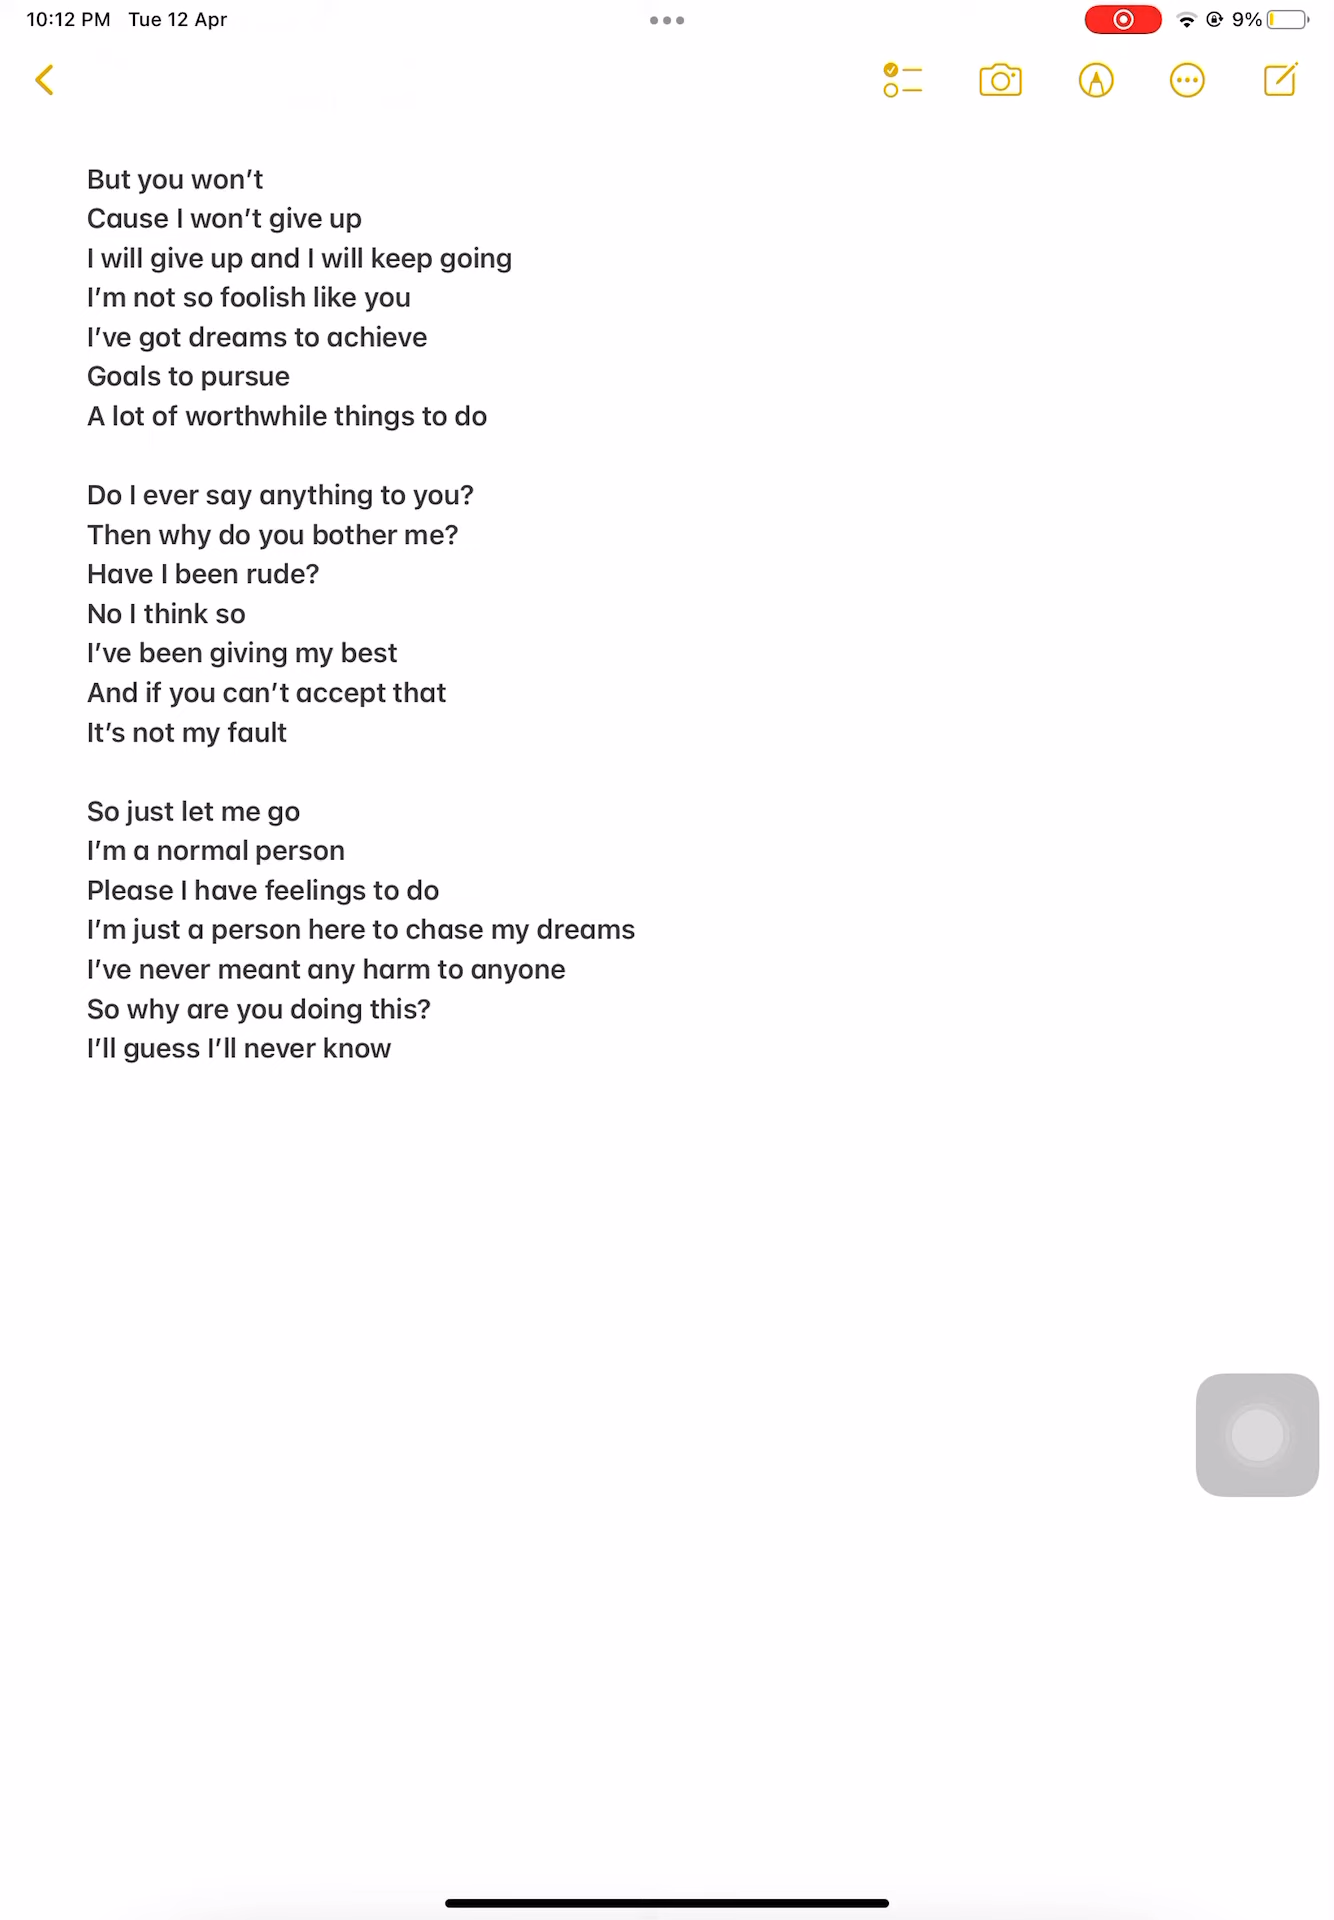 10:12 PM Tue 12 Apr
9%
But you won't
Cause I won't give up
I will give up and I will keep going
I'm not so foolish like you
I've got dreams to achieve
Goals to pursue
A lot of worthwhile things to do
Do I ever say anything to you?
Then why do you bother me?
Have I been rude?
No I think so
I've been giving my best
And if you can't accept that
It's not my fault
So just let me go
I'm a normal person
Please I have feelings to do
I'm just a person here to chase my dreams
I've never meant any harm to anyone
So why are you doing this?
I'll guess I'll never know